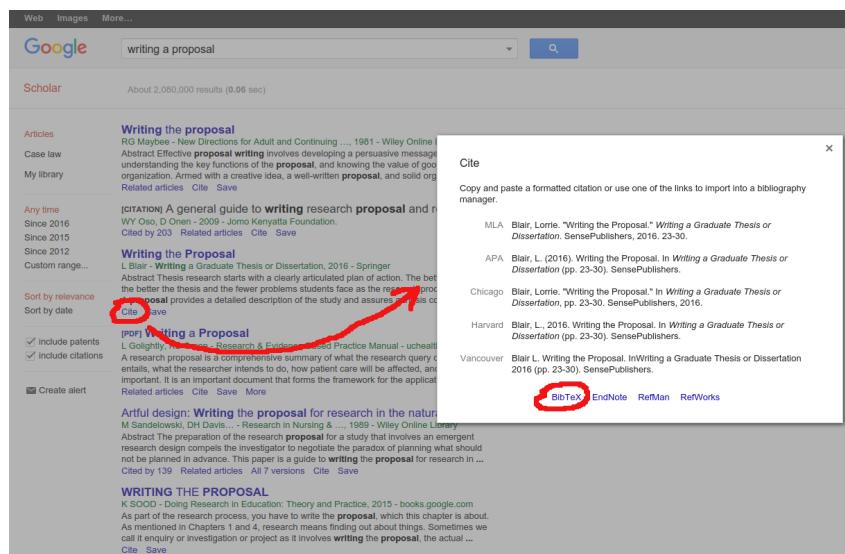 Web Images More...
Google
writing a proposal
Scholar
About 2,080,000 results (0.06 sec)
Articles
Case law
My library
Any time
Since 2016
Since 2015
Since 2012
Custom range...
Sort by relevance
Sort by date
include patents
include citations
Create alert
Writing the proposal
RG Maybee - New Directions for Adult and Continuing ..., 1981 - Wiley Online
Abstract Effective proposal writing involves developing a persuasive message
understanding the key functions of the proposal, and knowing the value of goo
organization. Armed with a creative idea, a well-written proposal, and solid org
Related articles Cite Save
[CITATION] A general guide to writing research proposal and r
WY Oso, D Onen - 2009 - Jomo Kenyatta Foundation.
Cited by 203 Related articles Cite Save
Writing the Proposal
L Blair - Writing a Graduate Thesis or Dissertation, 2016 - Springer
Abstract Thesis research starts with a clearly articulated plan of action. The bet
the better the thesis and the fewer problems students face as the research proc
proposal provides a detailed description of the study and assures
Cite Save
[PDF] Writing a Proposal
L Golightly, - Research & Evidence Based Practice Manual - ucheal
A research proposal is a comprehensive summary of what the research query
entails, what the researcher intends to do, how patient care will be affected, an
important. It is an important document that forms the framework for the applicat
Related articles Cite Save More
Artful design: Writing the proposal for research in the natura
M Sandelowski, DH Davis... - Research in Nursing & ..., 1989 - Wiley Online Library
Abstract The preparation of the research proposal for a study that involves an emergent
research design compels the investigator to negotiate the paradox of planning what should
not be planned in advance. This paper is a guide to writing the proposal for research in ...
Cited by 139 Related articles All 7 versions Cite Save
WRITING THE PROPOSAL
K SOOD - Doing Research in Education: Theory and Practice, 2015 - books.google.com
As part of the research process, you have to write the proposal, which this chapter is about.
As mentioned in Chapters 1 and 4, research means finding out about things. Sometimes we
call it enquiry or investigation or project as it involves writing the proposal, the actual ...
Cite Save
Cite
×
Copy and paste a formatted citation or use one of the links to import into a bibliography
manager.
MLA Blair, Lorrie. "Writing the Proposal." Writing a Graduate Thesis or
Dissertation. SensePublishers, 2016. 23-30.
APA Blair, L. (2016). Writing the Proposal. In Writing a Graduate Thesis or
Dissertation (pp. 23-30). SensePublishers.
Chicago Blair, Lorrie. "Writing the Proposal." In Writing a Graduate Thesis or
Dissertation, pp. 23-30. SensePublishers, 2016.
Harvard Blair, L., 2016. Writing the Proposal. In Writing a Graduate Thesis or
Dissertation (pp. 23-30). SensePublishers.
Vancouver Blair L. Writing the Proposal. InWriting a Graduate Thesis or Dissertation
2016 (pp. 23-30). SensePublishers.
BibTeX EndNote RefMan RefWorks